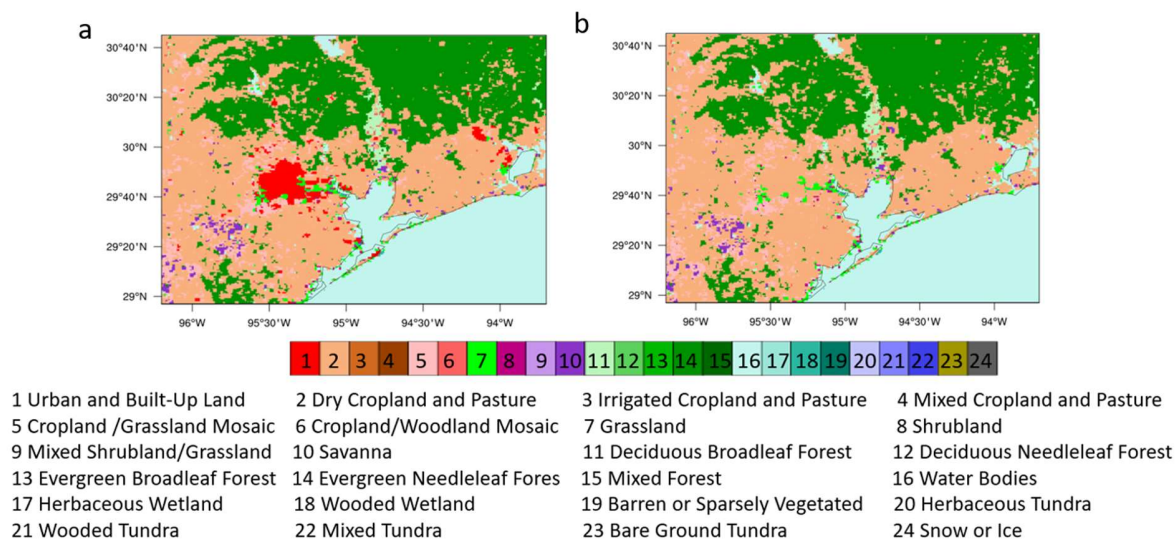 a
b
30°40'N
30°20'N
30°N
29°40'N
29°20'N
29°N
96°W 95°30'W 95°W 94°30'W 94°W
30°40'N
30°20'N
30°N
29°40'N
29°20'N
29°N
96°W 95°30'W 95°W 94°30'W 94°W
1 2 3 4 5 6 7 8 9 10 11 12 13 14 15 16 17 18 19 20 21 22 23 24
1 Urban and Built-Up Land 2 Dry Cropland and Pasture 3 Irrigated Cropland and Pasture 4 Mixed Cropland and Pasture
5 Cropland /Grassland Mosaic 6 Cropland/Woodland Mosaic 7 Grassland 8 Shrubland
9 Mixed Shrubland/Grassland 10 Savanna 11 Deciduous Broadleaf Forest 12 Deciduous Needleleaf Forest
13 Evergreen Broadleaf Forest 14 Evergreen Needleleaf Fores 15 Mixed Forest 16 Water Bodies
17 Herbaceous Wetland 18 Wooded Wetland 19 Barren or Sparsely Vegetated 20 Herbaceous Tundra
21 Wooded Tundra 22 Mixed Tundra 23 Bare Ground Tundra 24 Snow or Ice